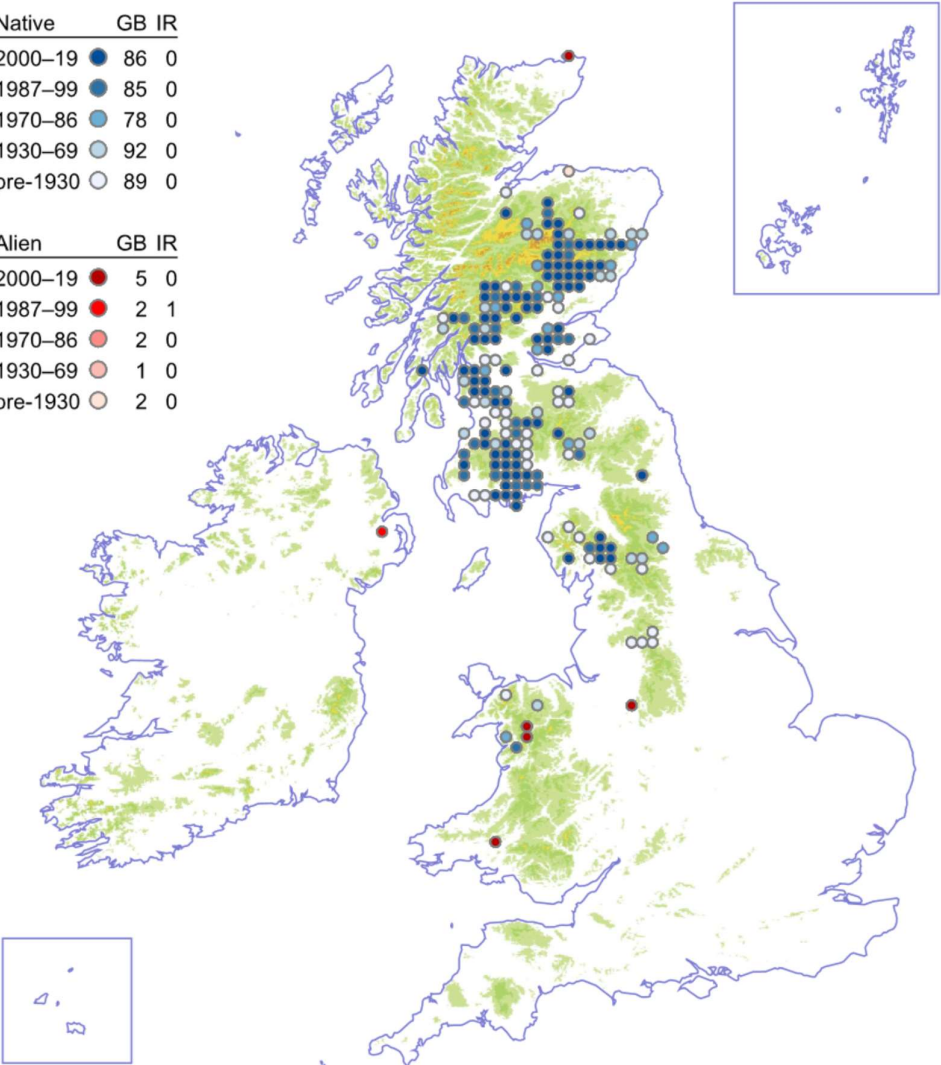 Native GB IR
2000–19 86 0
1987–99 85 0
1970–86 78 0
1930–69 92 0
pre-1930 89 0
Alien GB IR
2000–19 5 0
1987–99 2 1
1970–86 2 0
1930–69 1 0
pre-1930 2 0